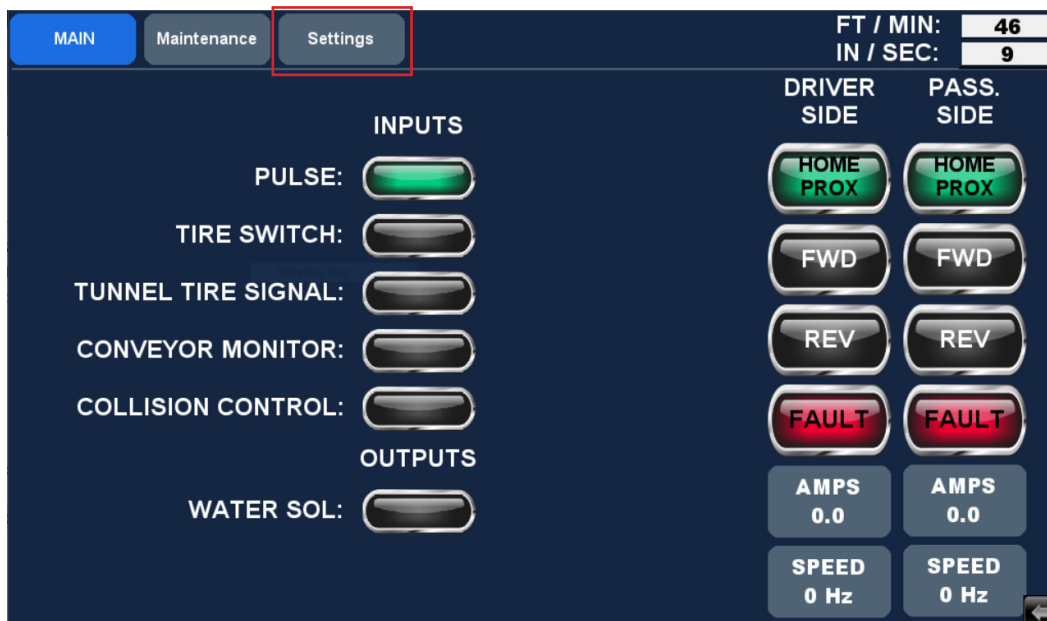 MAIN
Maintenance
Settings
FT / MIN: 46
IN / SEC: 9
DRIVER SIDE
PASS. SIDE
INPUTS
PULSE:
TIRE SWITCH:
TUNNEL TIRE SIGNAL:
CONVEYOR MONITOR:
COLLISION CONTROL:
OUTPUTS
WATER SOL:
HOME PROX
HOME PROX
FWD
FWD
REV
REV
FAULT
FAULT
AMPS
0.0
AMPS
0.0
SPEED
0 Hz
SPEED
0 Hz